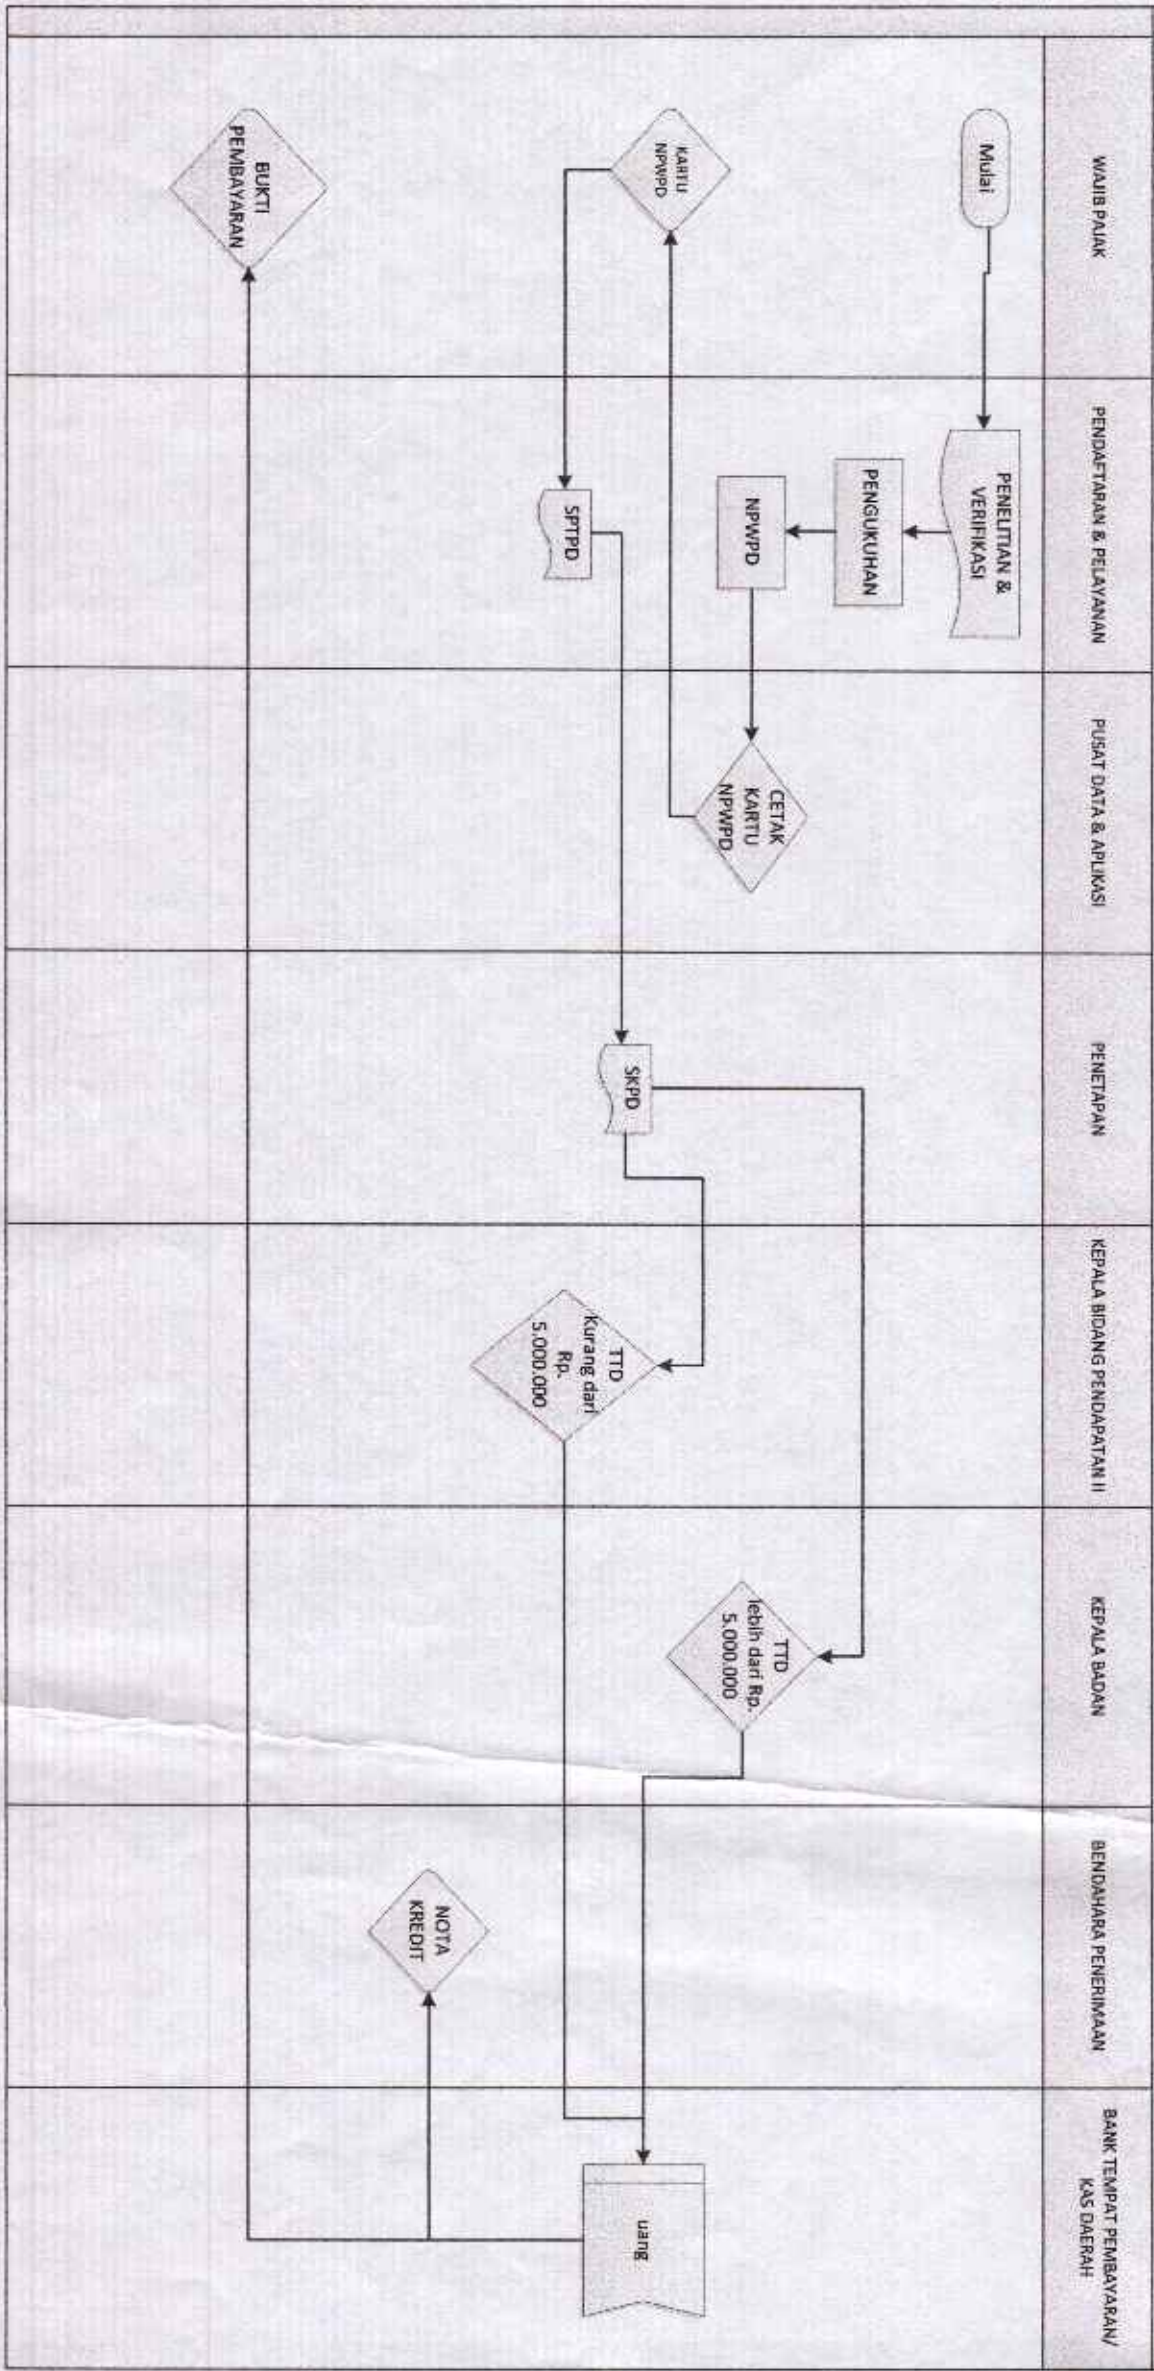 WAJIB PAJAK
PENDAFTARAN & PELAYANAN
PUSAT DATA & APLIKASI
PENETAPAN
KEPALA BIDANG PENDAPATAN II
KEPALA BADAN
BENDAHARA PENERIMAAN
BANK TEMPAT PEMBAYARAN/
KAS DAERAH
Mulai
PENELITIAN &
VERIFIKASI
PENGUKUHAN
NPWPD
CETAK
KARTU
NPWPD
KARTU
NPWPD
SPTPD
SKPD
TTD
Kurang dari
Rp.
5.000.000
TTD
lebih dari Rp.
5.000.000
uang
NOTA
KREDIT
BUKTI
PEMBAYARAN